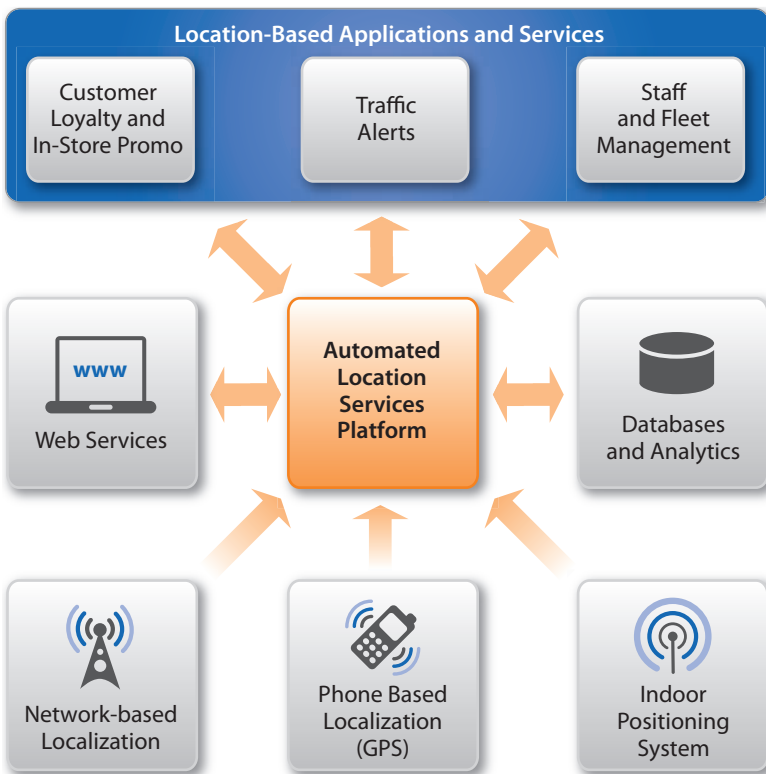 Location-Based Applications and Services
Customer
Loyalty and
In-Store Promo
Traffic
Alerts
Staff
and Fleet
Management
www
Web Services
Automated
Location
Services
Platform
Databases
and Analytics
Network-based
Localization
Phone Based
Localization
(GPS)
Indoor
Positioning
System